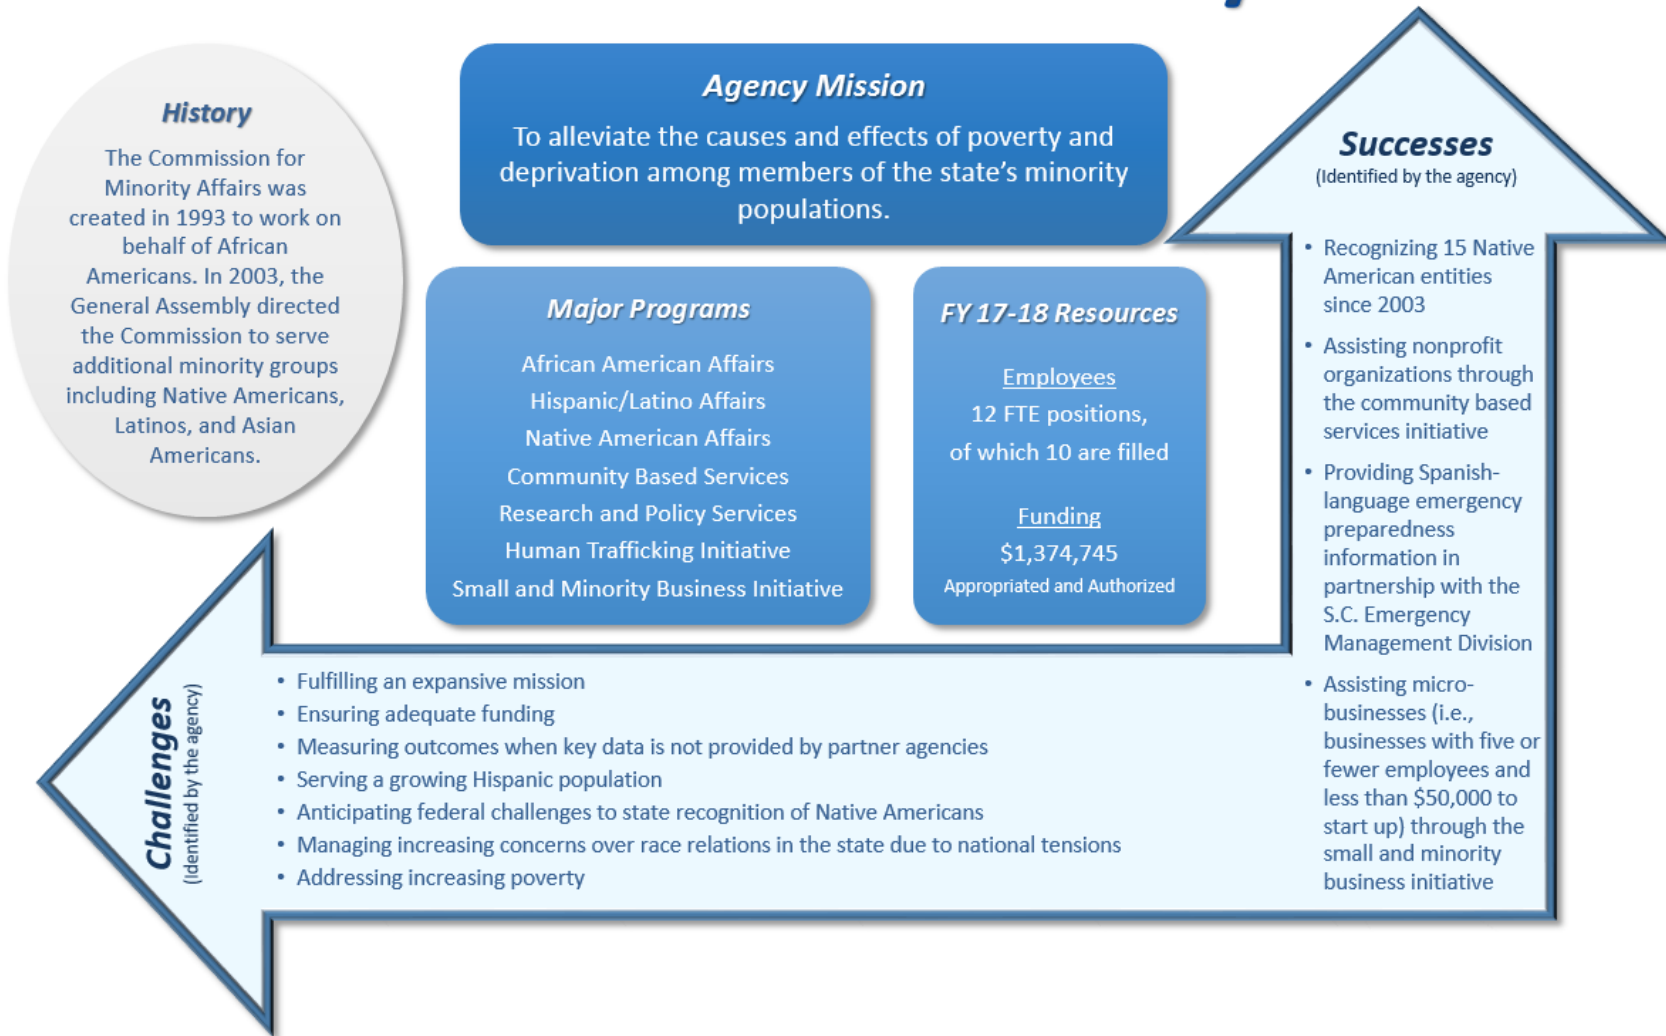 History
The Commission for
Minority Affairs was
created in 1993 to work on
behalf of African
Americans. In 2003, the
General Assembly directed
the Commission to serve
additional minority groups
including Native Americans,
Latinos, and Asian
Americans.
Agency Mission
To alleviate the causes and effects of poverty and
deprivation among members of the state's minority
populations.
Major Programs
African American Affairs
Hispanic/Latino Affairs
Native American Affairs
Community Based Services
Research and Policy Services
Human Trafficking Initiative
Small and Minority Business Initiative
FY 17-18 Resources
Employees
12 FTE positions,
of which 10 are filled
Funding
$1,374,745
Appropriated and Authorized
Successes
(Identified by the agency)
• Recognizing 15 Native
American entities
since 2003
• Assisting nonprofit
organizations through
the community based
services initiative
• Providing Spanish-
language emergency
preparedness
information in
partnership with the
S.C. Emergency
Management Division
• Assisting micro-
businesses (i.e.,
businesses with five or
fewer employees and
less than $50,000 to
start up) through the
small and minority
business initiative
Challenges
(Identified by the agency)
• Fulfilling an expansive mission
• Ensuring adequate funding
• Measuring outcomes when key data is not provided by partner agencies
• Serving a growing Hispanic population
• Anticipating federal challenges to state recognition of Native Americans
• Managing increasing concerns over race relations in the state due to national tensions
• Addressing increasing poverty